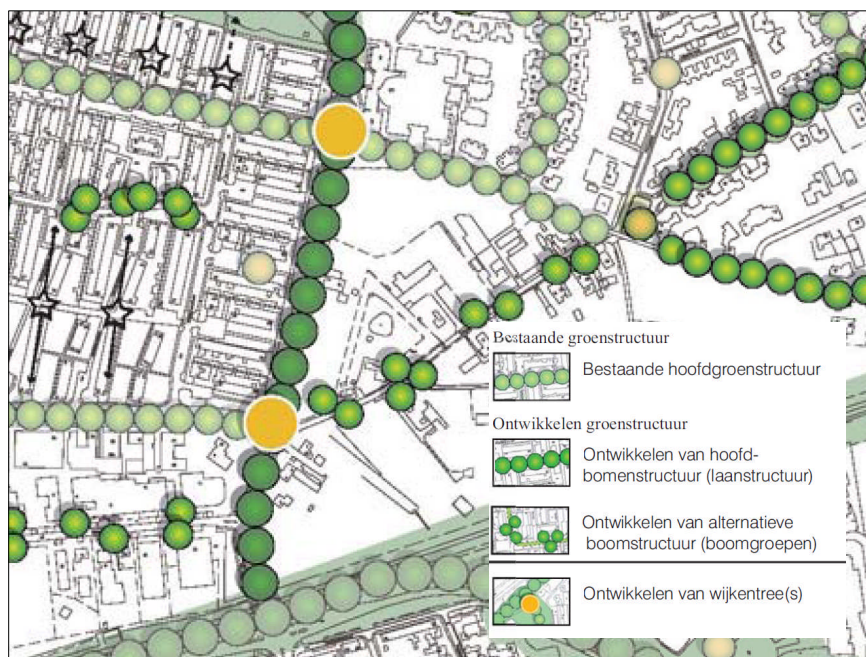 Bestaande groenstructuur
Bestaande hoofdgroenstructuur
Ontwikkelen groenstructuur
Ontwikkelen van hoofd-
bomenstructuur (laanstructuur)
Ontwikkelen van alternatieve
boomstructuur (boomgroepen)
Ontwikkelen van wijkentree(s)